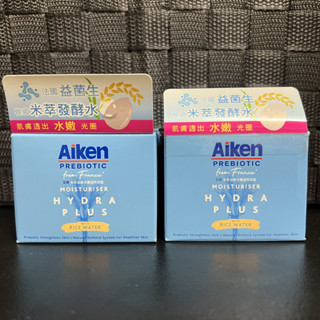 法國 益菌生
米萃發酵水
肌膚透出 水嫩 光圈
Aiken
PREBIOTIC
from France
MOISTURISER
HYDRA
PLUS
RICE WATER
法國 益菌生
米萃發酵水
肌膚透出 水嫩 光圈
Aiken
PREBIOTIC
from France
MOISTURISER
HYDRA
PLUS
RICE WATER